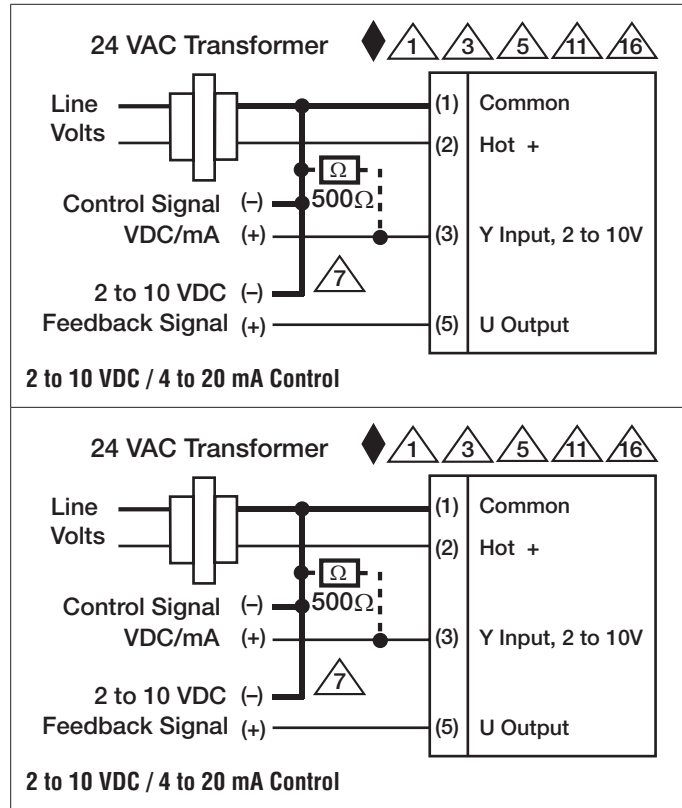 24 VAC Transformer 1 3 5 11 16
Line Volts
(1) Common
(2) Hot +
Ω
500Ω
Control Signal (–)
VDC/mA (+)
(3) Y Input, 2 to 10V
7
2 to 10 VDC (–)
Feedback Signal (+)
(5) U Output
2 to 10 VDC / 4 to 20 mA Control
24 VAC Transformer 1 3 5 11 16
Line Volts
(1) Common
(2) Hot +
Ω
500Ω
Control Signal (–)
VDC/mA (+)
(3) Y Input, 2 to 10V
7
2 to 10 VDC (–)
Feedback Signal (+)
(5) U Output
2 to 10 VDC / 4 to 20 mA Control